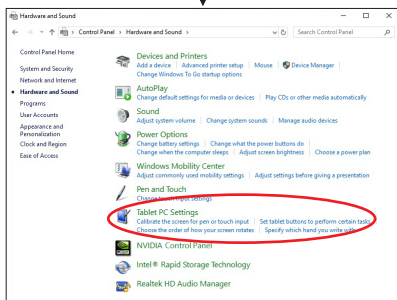 Hardware and Sound
Control Panel > Hardware and Sound >
Search Control Panel
Control Panel Home
System and Security
Network and Internet
Hardware and Sound
Programs
User Accounts
Appearance and
Personalization
Clock and Region
Ease of Access
Devices and Printers
Add a device | Advanced printer setup | Mouse | Device Manager |
Change Windows To Go startup options
AutoPlay
Change default settings for media or devices | Play CDs or other media automatically
Sound
Adjust system volume | Change system sounds | Manage audio devices
Power Options
Change battery settings | Change what the power buttons do |
Change when the computer sleeps | Adjust screen brightness | Choose a power plan
Windows Mobility Center
Adjust commonly used mobility settings | Adjust settings before giving a presentation
Pen and Touch
Change touch input settings
Tablet PC Settings
Calibrate the screen for pen or touch input | Set tablet buttons to perform certain tasks
Choose the order of how your screen rotates | Specify which hand you write with
NVIDIA Control Panel
Intel® Rapid Storage Technology
Realtek HD Audio Manager